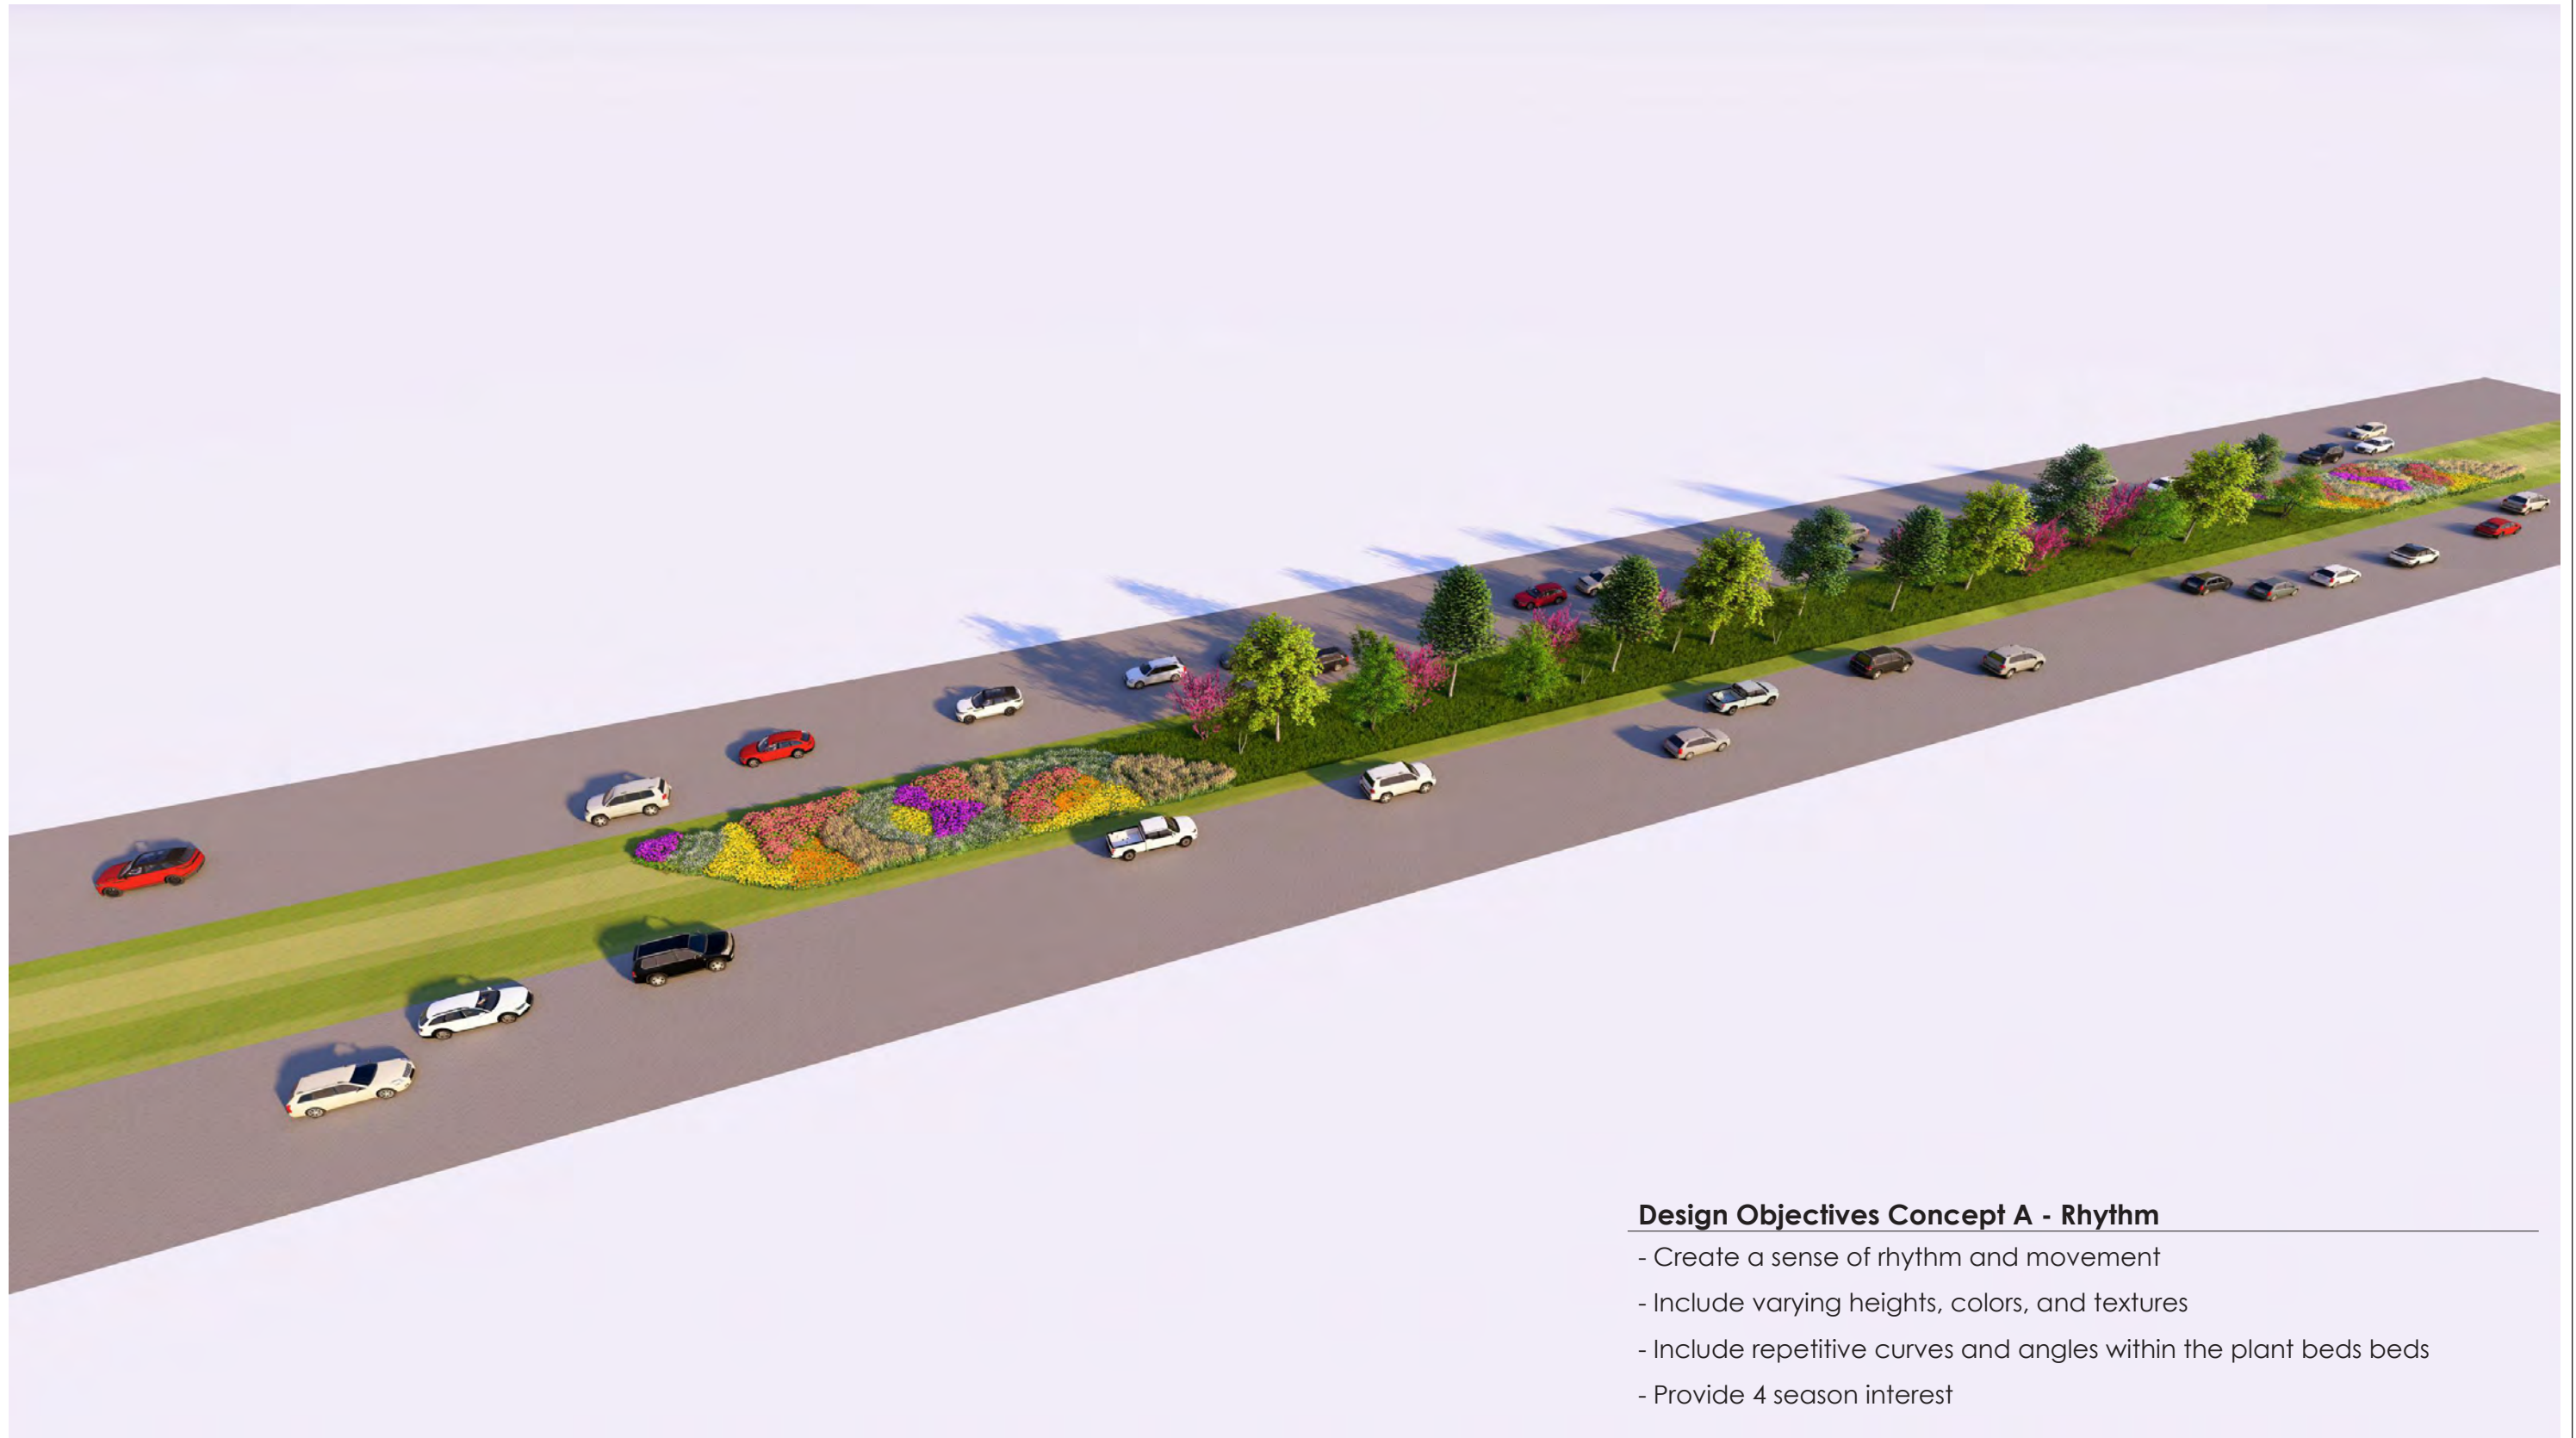 Design Objectives Concept A - Rhythm
- Create a sense of rhythm and movement
- Include varying heights, colors, and textures
- Include repetitive curves and angles within the plant beds beds
- Provide 4 season interest